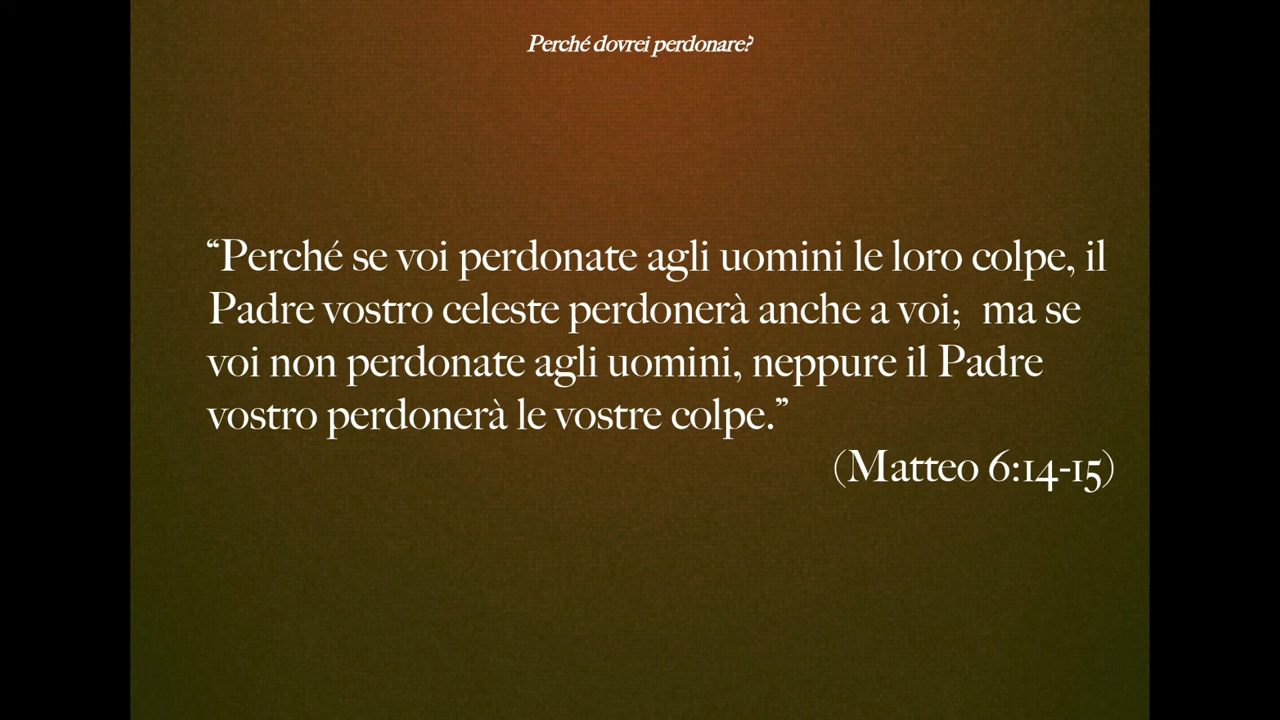 Perché dovrei perdonare?
“Perché se voi perdonate agli uomini le loro colpe, il
Padre vostro celeste perdonerà anche a voi;  ma se
voi non perdonate agli uomini, neppure il Padre
vostro perdonerà le vostre colpe.”
(Matteo 6:14-15)